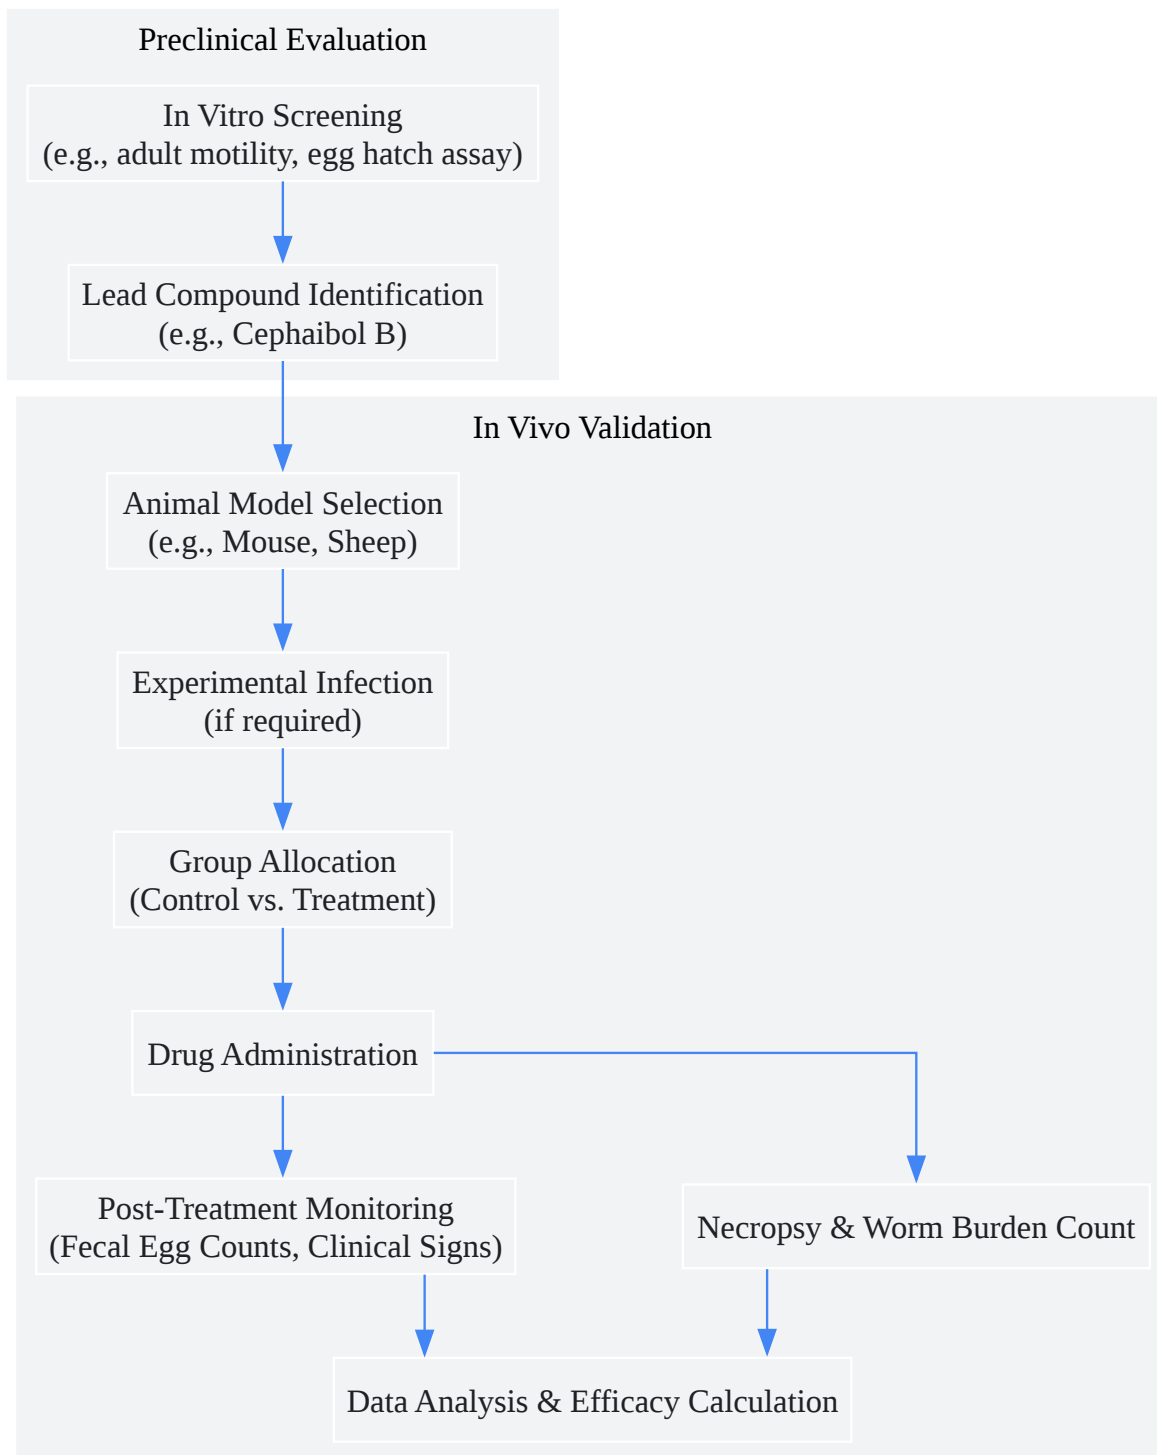 Preclinical Evaluation
In Vitro Screening
(e.g., adult motility, egg hatch assay)
Lead Compound Identification
(e.g., Cephaibol B)
In Vivo Validation
Animal Model Selection
(e.g., Mouse, Sheep)
Experimental Infection
(if required)
Group Allocation
(Control vs. Treatment)
Drug Administration
Post-Treatment Monitoring
(Fecal Egg Counts, Clinical Signs)
Necropsy & Worm Burden Count
Data Analysis & Efficacy Calculation